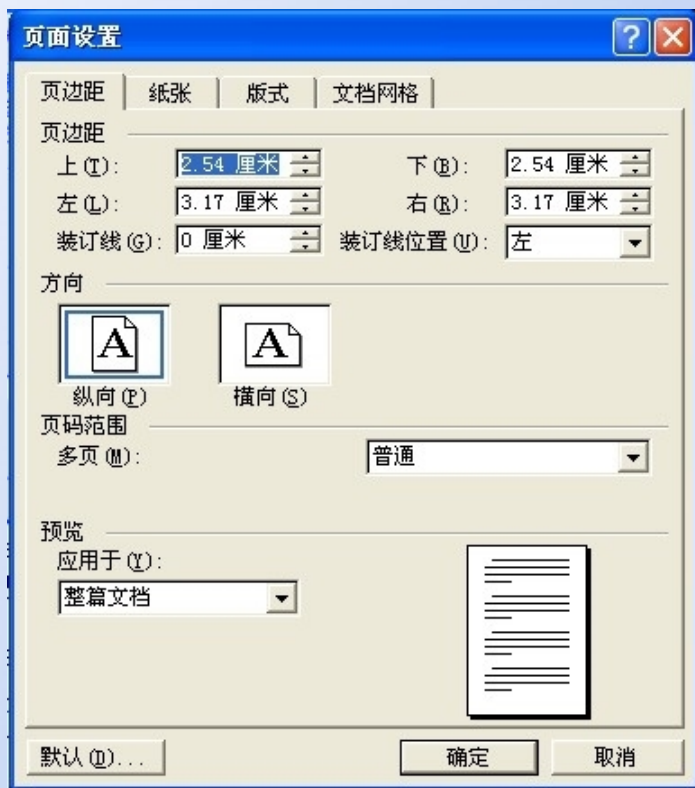 页面设置
页边距 纸张 版式 文档网格
页边距
上(T): 2.54 厘米 下(B): 2.54 厘米
左(L): 3.17 厘米 右(R): 3.17 厘米
装订线(G): 0 厘米 装订线位置(U): 左
方向
A A
纵向(P) 横向(S)
页码范围
多页(M): 普通
预览
应用于(Y):
整篇文档
默认(D)... 确定 取消